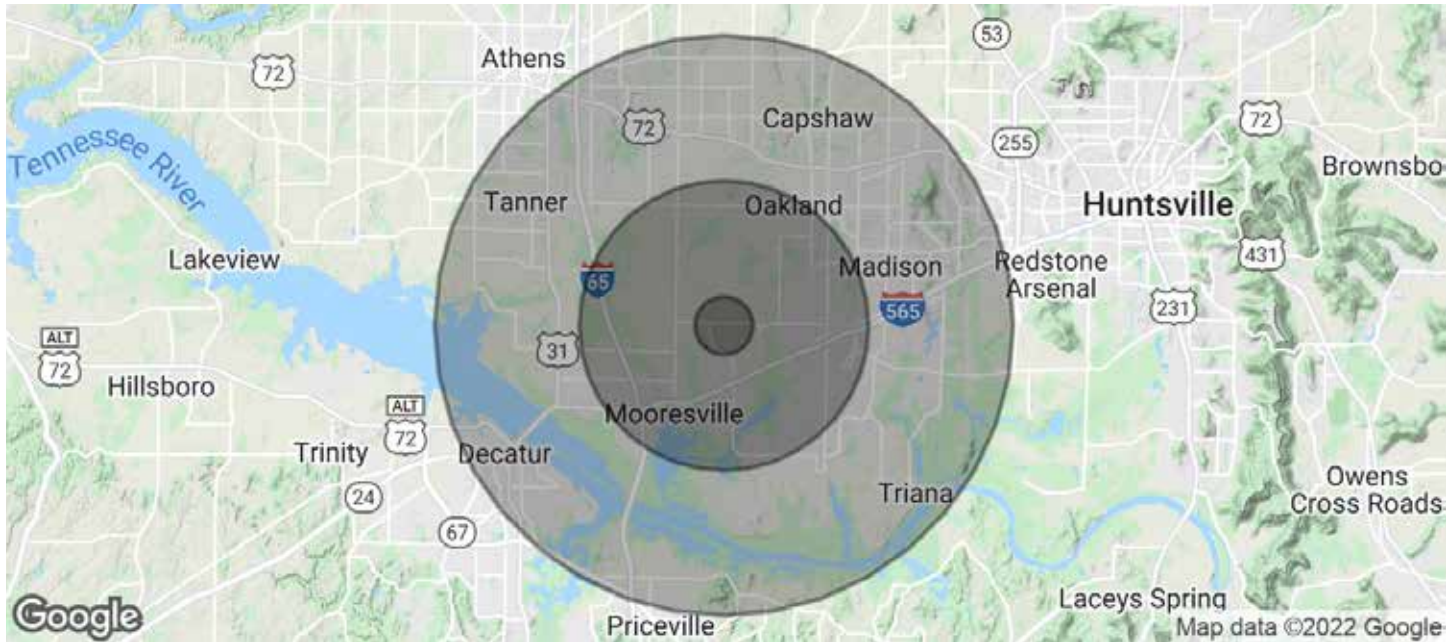 53
Athens
72
72
Capshaw
72
255
Tennessee River
Brownsbo
Tanner
Oakland
Huntsville
Lakeview
65
Madison
Redstone
Arsenal
431
565
231
ALT
72
31
Hillsboro
ALT
72
Mooresville
Trinity
Decatur
24
Triana
Owens
Cross Roads
67
Google
Priceville
Laceys Spring
Map data ©2022 Google